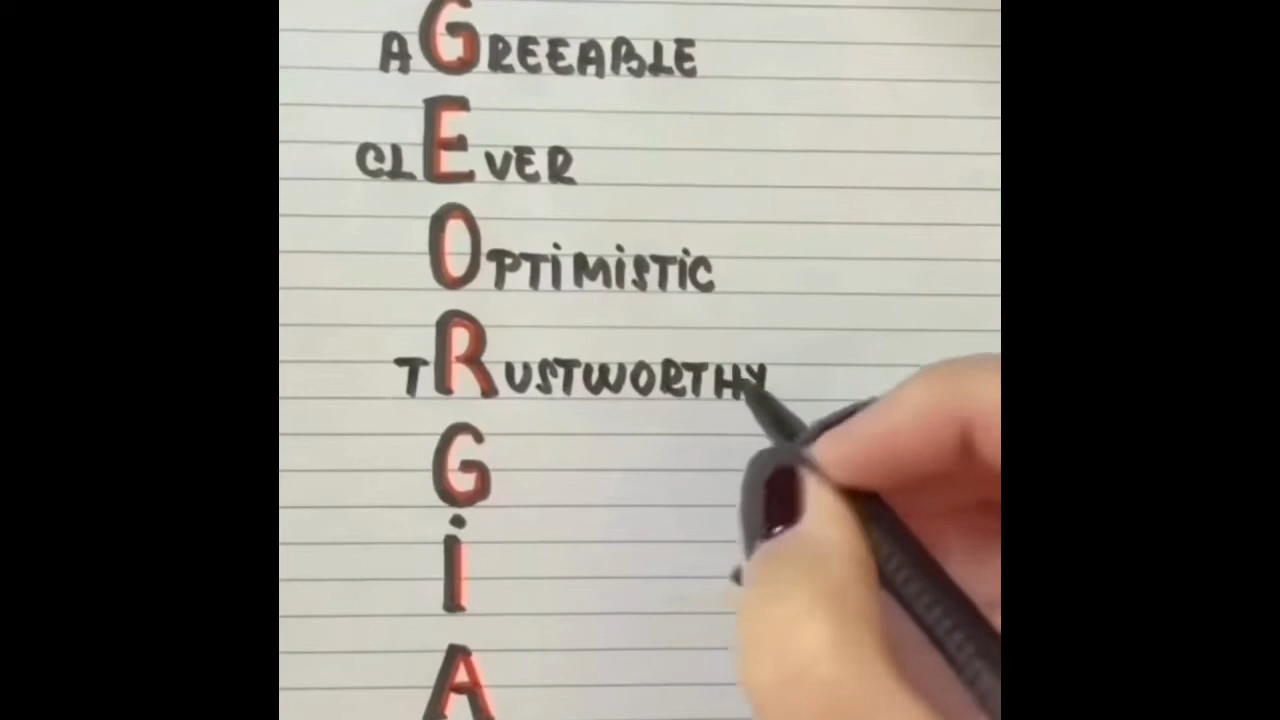 AGREEABLE
CLEVER
OPTiMiSTiC
TRUSTWORTHY
G
i
A